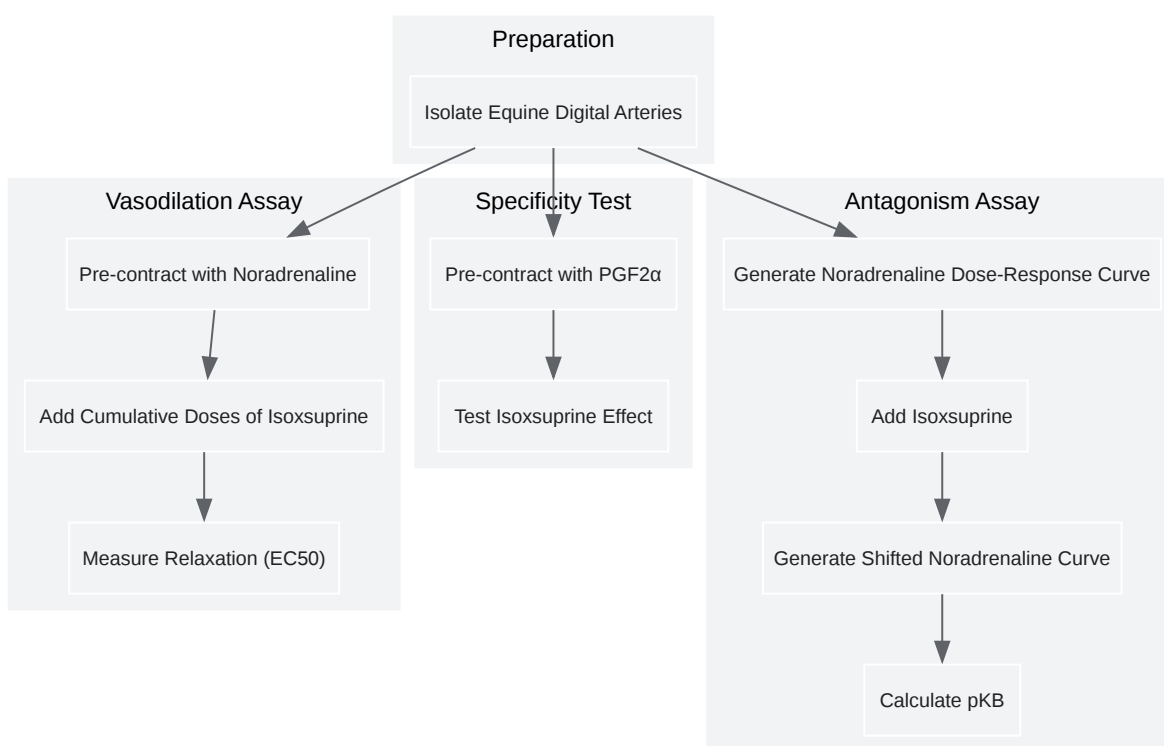 Preparation
Isolate Equine Digital Arteries
Vasodilation Assay
Pre-contract with Noradrenaline
Add Cumulative Doses of Isoxsuprine
Measure Relaxation (EC50)
Specificity Test
Pre-contract with PGF2α
Test Isoxsuprine Effect
Antagonism Assay
Generate Noradrenaline Dose-Response Curve
Add Isoxsuprine
Generate Shifted Noradrenaline Curve
Calculate pKB